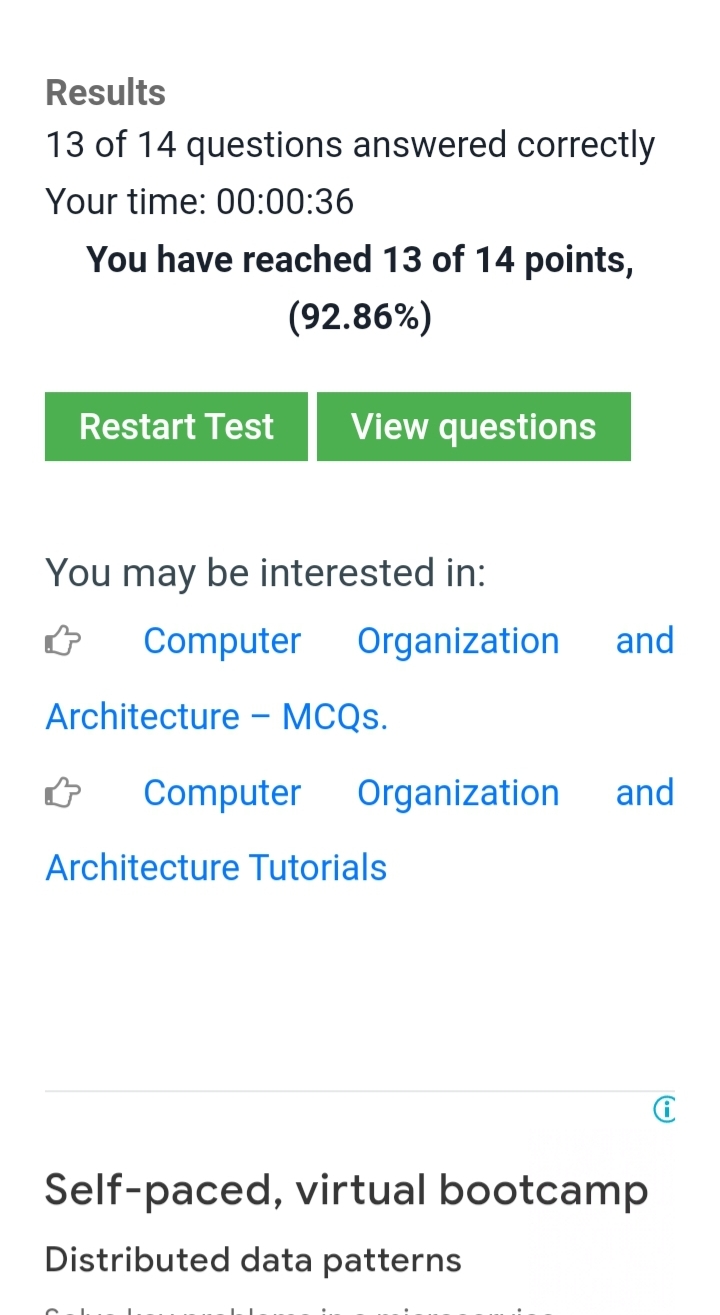 Results
13 of 14 questions answered correctly
Your time: 00:00:36
You have reached 13 of 14 points,
(92.86%)
Restart Test
View questions
You may be interested in:
Computer Organization and
Architecture – MCQs.
Computer Organization and
Architecture Tutorials
Self-paced, virtual bootcamp
Distributed data patterns